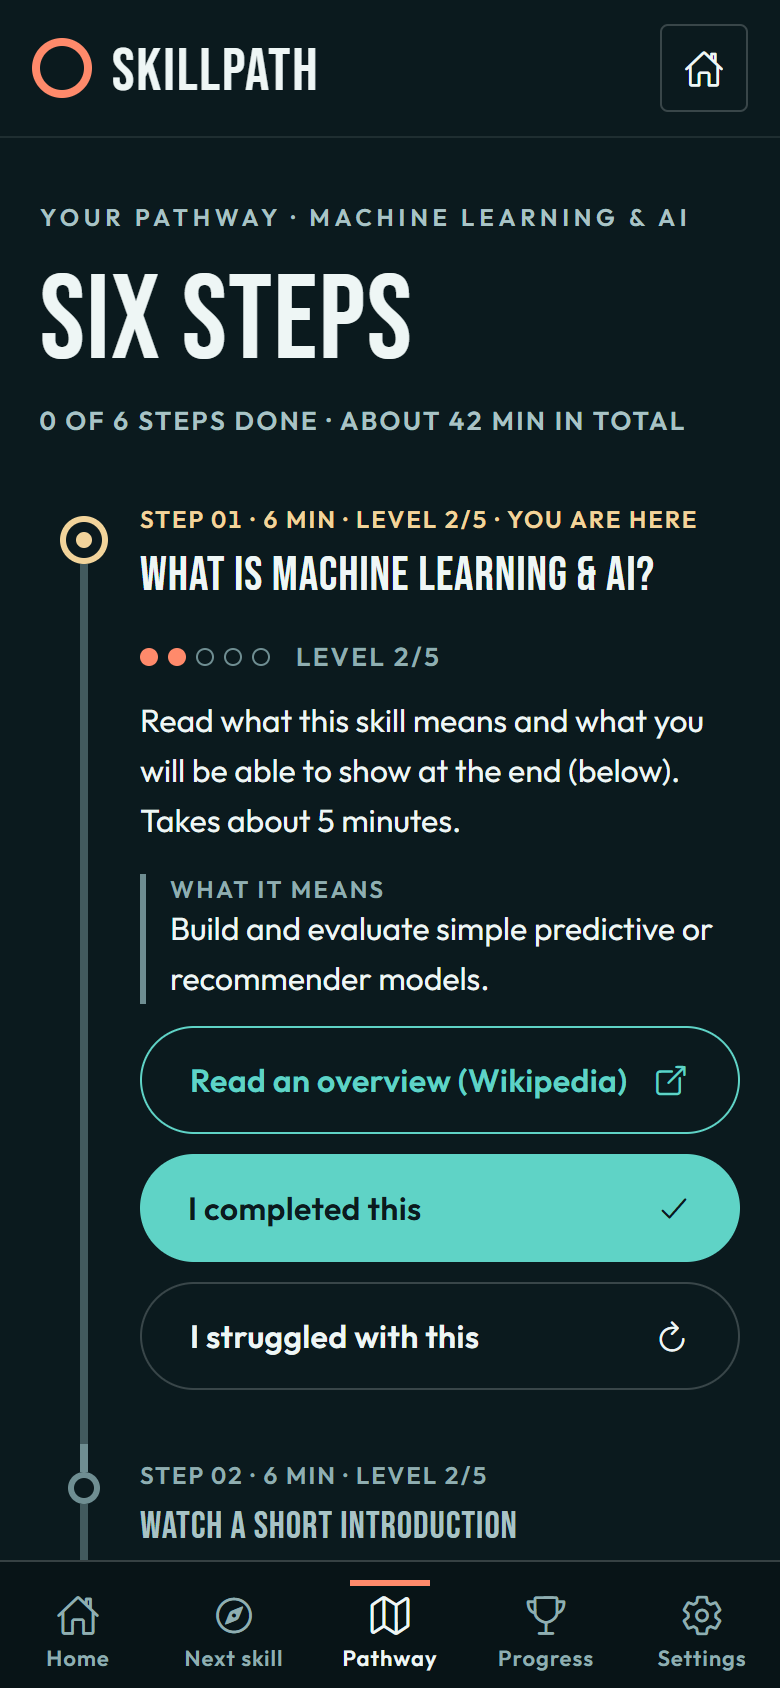 SKILLPATH
YOUR PATHWAY · MACHINE LEARNING & AI
SIX STEPS
0 OF 6 STEPS DONE · ABOUT 42 MIN IN TOTAL
STEP 01 · 6 MIN · LEVEL 2/5 · YOU ARE HERE
WHAT IS MACHINE LEARNING & AI?
LEVEL 2/5
Read what this skill means and what you
will be able to show at the end (below).
Takes about 5 minutes.
WHAT IT MEANS
Build and evaluate simple predictive or
recommender models.
Read an overview (Wikipedia)
I completed this
I struggled with this
STEP 02 · 6 MIN · LEVEL 2/5
WATCH A SHORT INTRODUCTION
Home
Next skill
Pathway
Progress
Settings